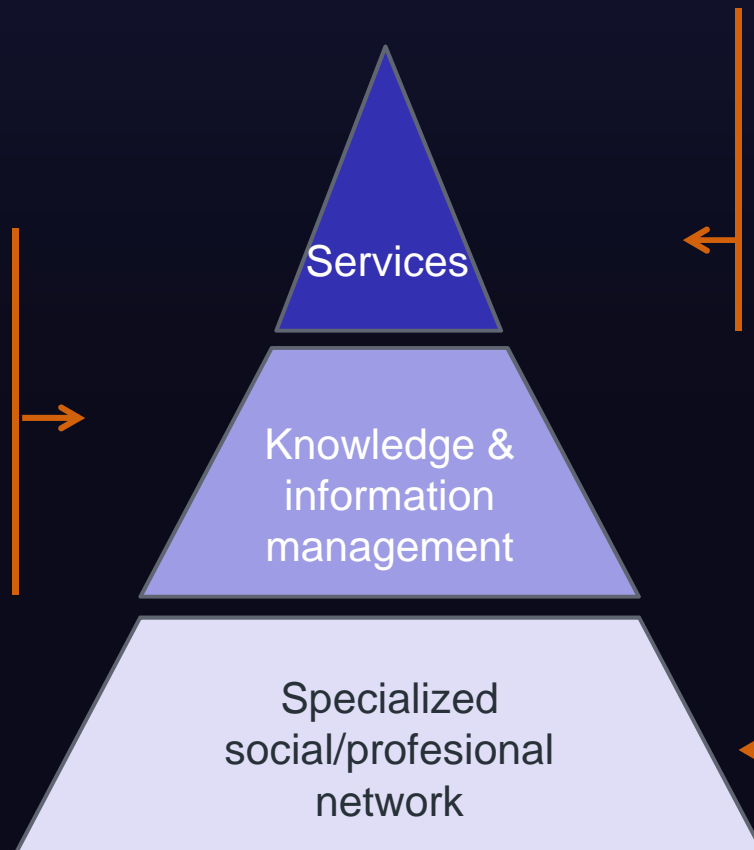 Services
Knowledge &
information
management
Specialized
social/profesional
network